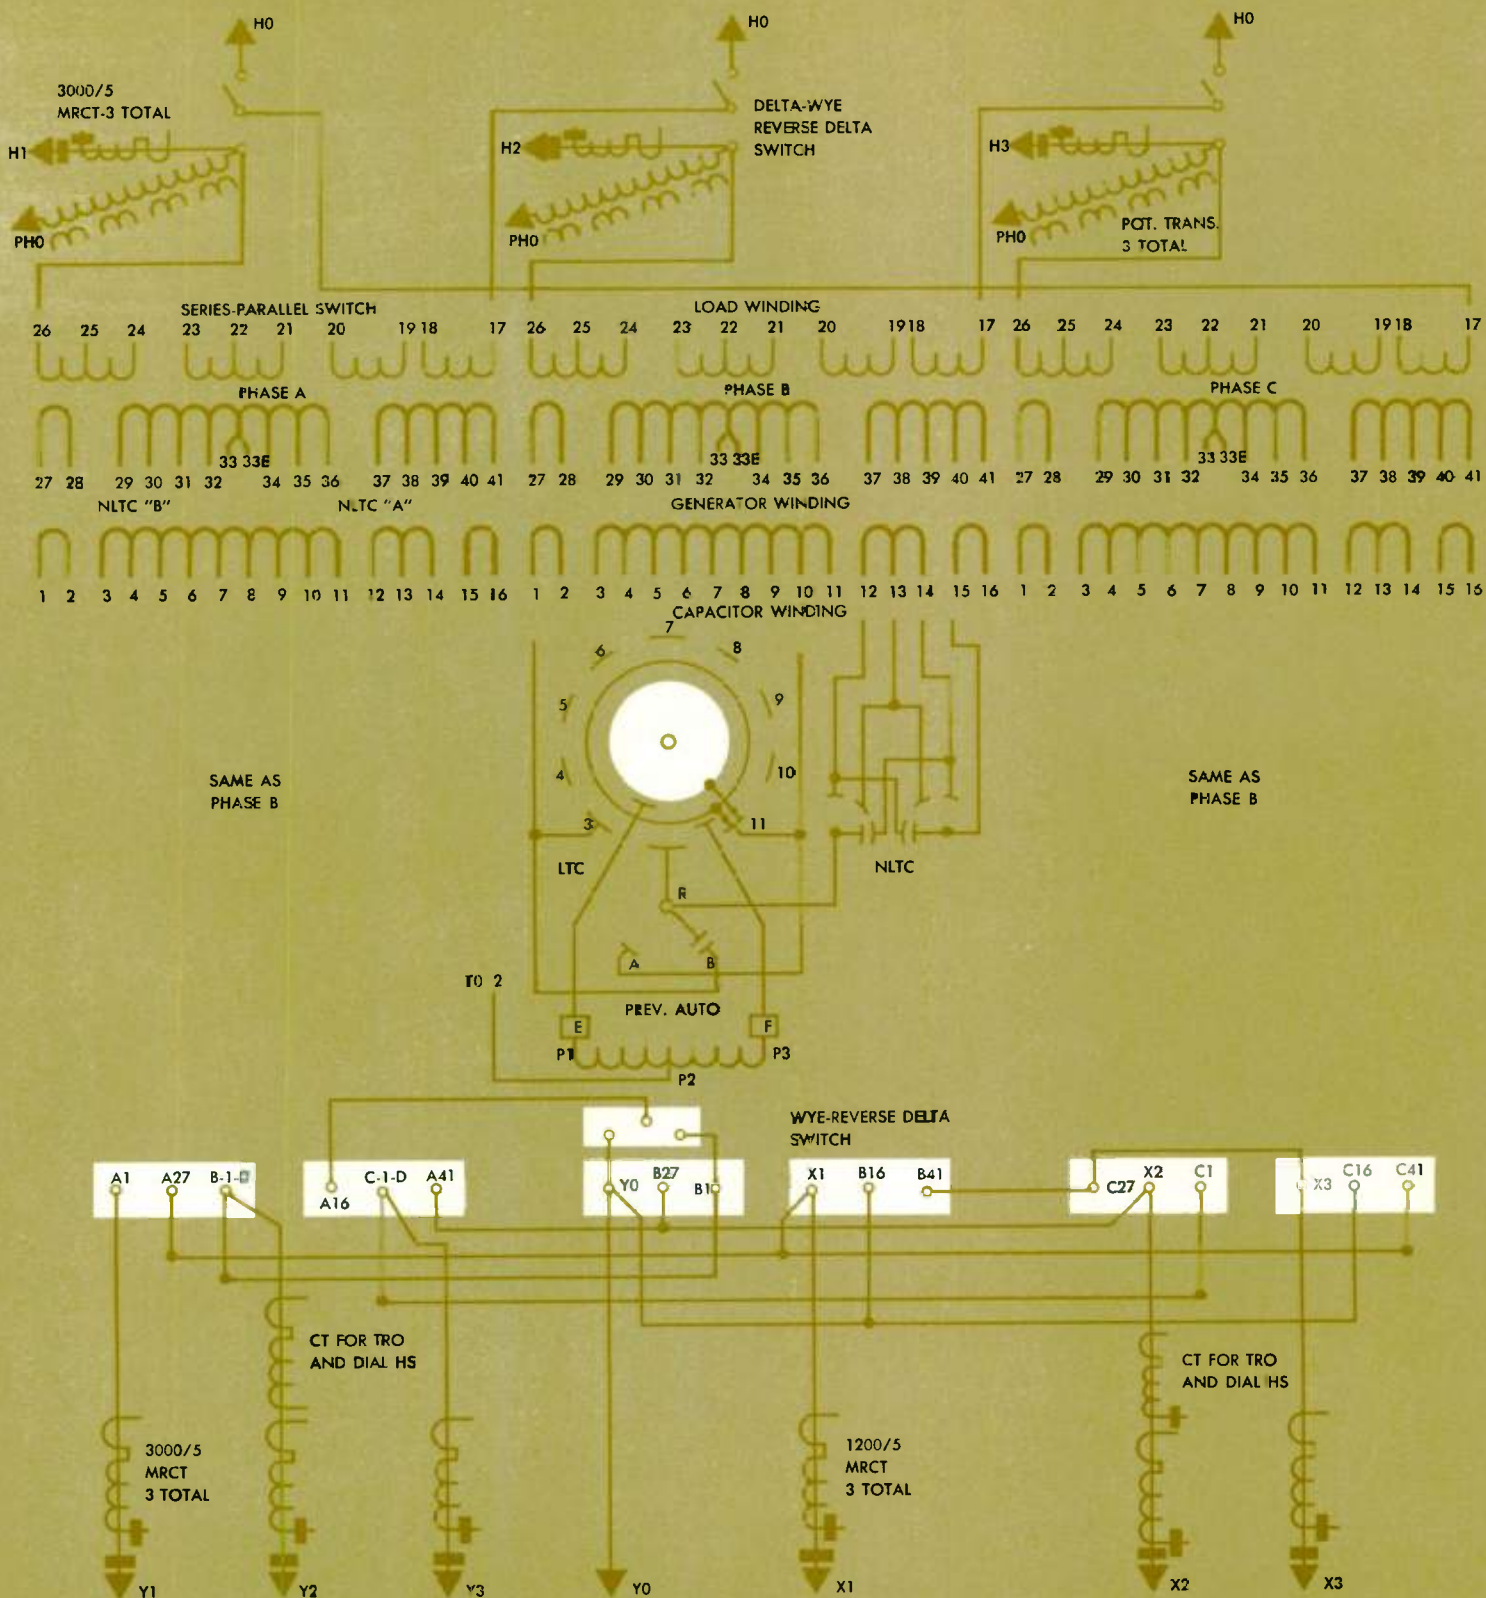 H0 H0 H0
3000/5
MRCT-3 TOTAL
DELTA-WYE
REVERSE DELTA
SWITCH
H1 H2 H3
PH0 PH0 PH0
POT. TRANS.
3 TOTAL
SERIES-PARALLEL SWITCH
LOAD WINDING
26 25 24 23 22 21 20 19 18 17 26 25 24 23 22 21 20 19 18 17 26 25 24 23 22 21 20 19 18 17
PHASE A PHASE B PHASE C
33 33E 33 33E 33 33E
27 28 29 30 31 32 34 35 36 37 38 39 40 41 27 28 29 30 31 32 34 35 36 37 38 39 40 41 27 28 29 30 31 32 34 35 36 37 38 39 40 41
NLTC "B" NLTC "A" GENERATOR WINDING
1 2 3 4 5 6 7 8 9 10 11 12 13 14 15 16 1 2 3 4 5 6 7 8 9 10 11 12 13 14 15 16 1 2 3 4 5 6 7 8 9 10 11 12 13 14 15 16
CAPACITOR WINDING
7
6 8
5 9
4 10
3 11
SAME AS
PHASE B
SAME AS
PHASE B
LTC NLTC
R
A B
TO 2
PREV. AUTO
E F
P1 P3
P2
WYE-REVERSE DELTA
SWITCH
A1 A27 B-1-D
A16 C-1-D A41
Y0 B27 B1
X1 B16 B41
C27 X2 C1
X3 C16 C41
CT FOR TRO
AND DIAL HS
CT FOR TRO
AND DIAL HS
3000/5
MRCT
3 TOTAL
1200/5
MRCT
3 TOTAL
Y1 Y2 Y3 Y0 X1 X2 X3